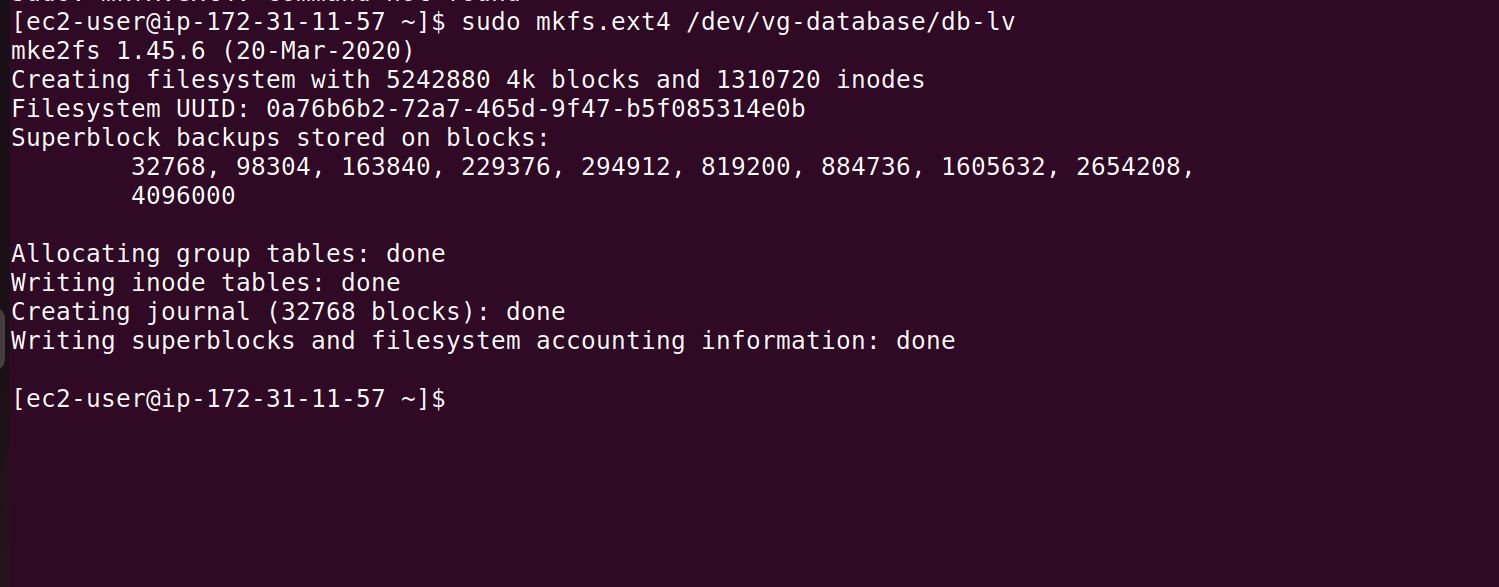 [ec2-user@ip-172-31-11-57 ~]$ sudo mkfs.ext4 /dev/vg-database/db-lv
mke2fs 1.45.6 (20-Mar-2020)
Creating filesystem with 5242880 4k blocks and 1310720 inodes
Filesystem UUID: 0a76b6b2-72a7-465d-9f47-b5f085314e0b
Superblock backups stored on blocks:
32768, 98304, 163840, 229376, 294912, 819200, 884736, 1605632, 2654208,
4096000
Allocating group tables: done
Writing inode tables: done
Creating journal (32768 blocks): done
Writing superblocks and filesystem accounting information: done
[ec2-user@ip-172-31-11-57 ~]$